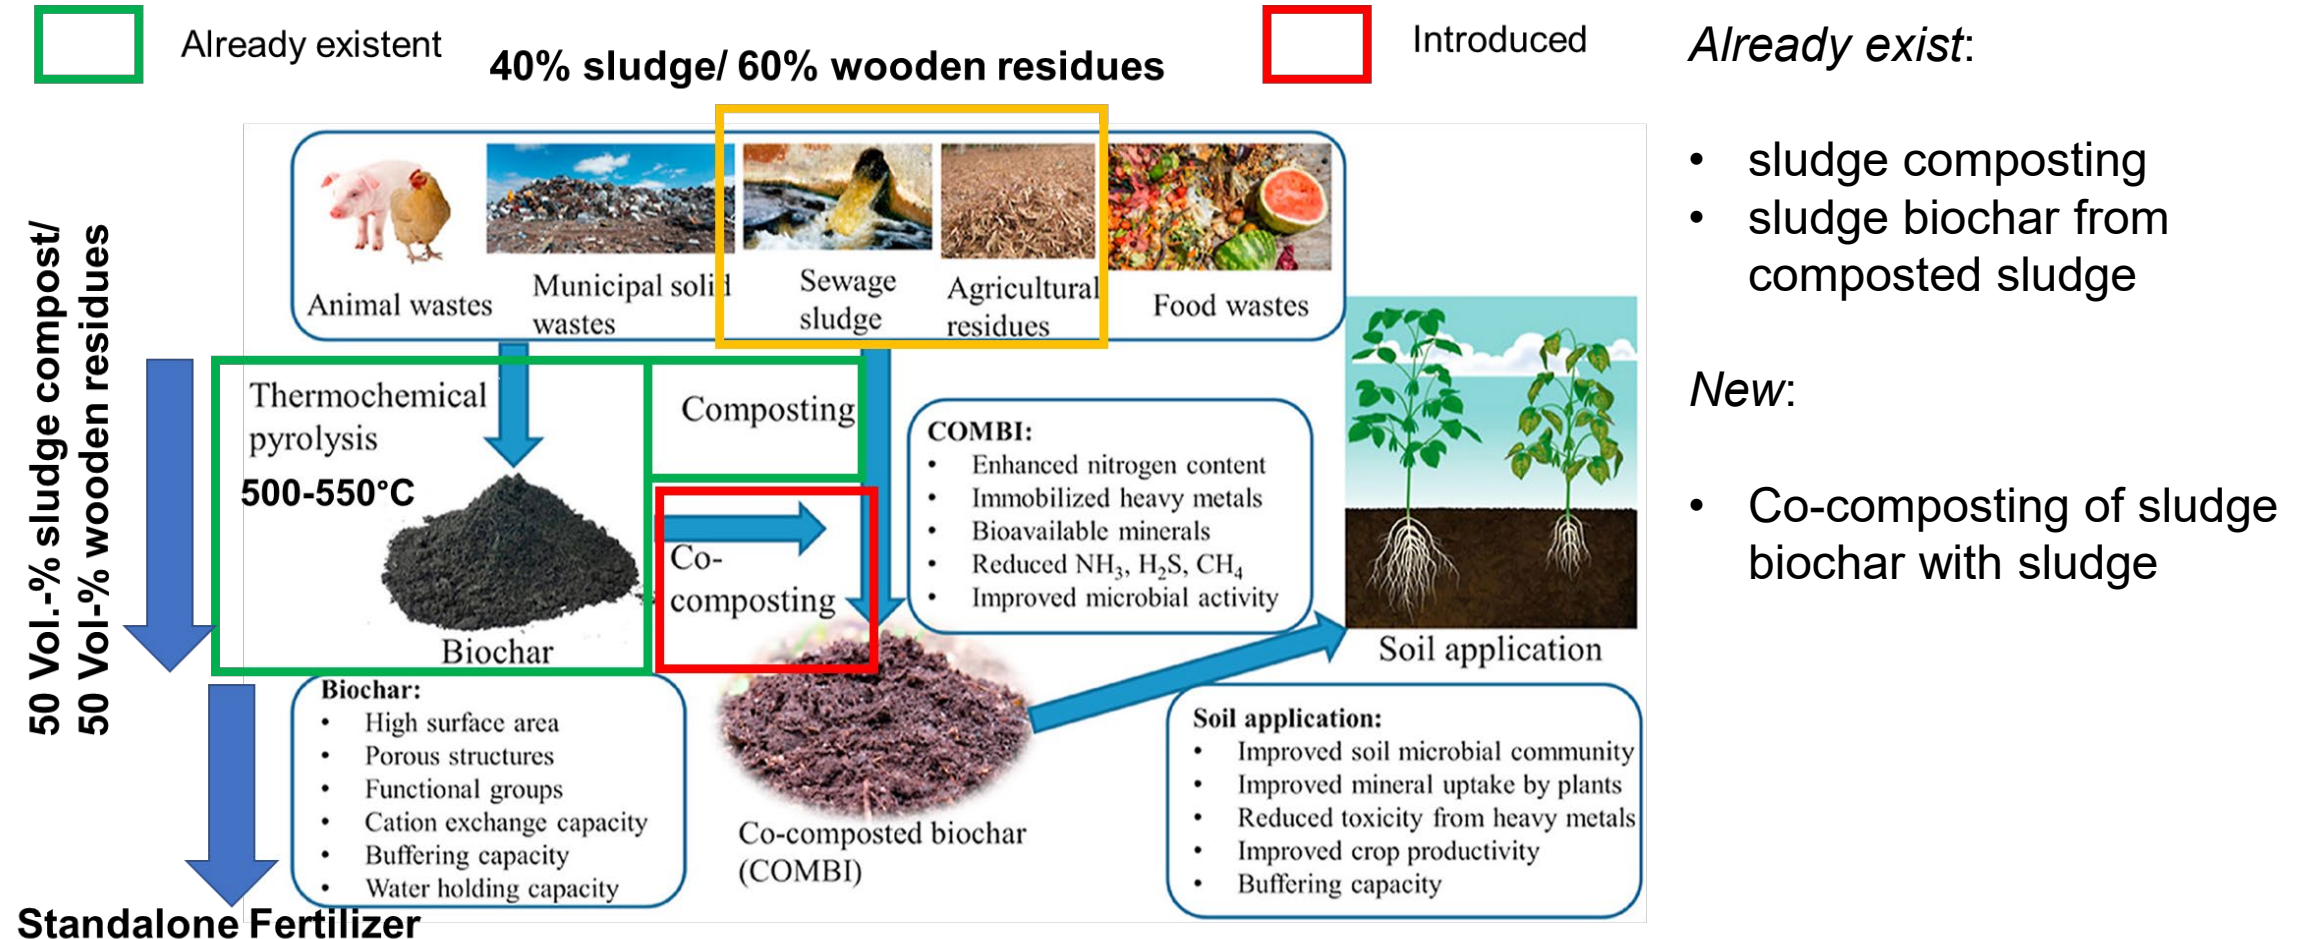 Already existent
40% sludge/ 60% wooden residues
Introduced
Already exist:
• sludge composting
• sludge biochar from
composted sludge
New:
• Co-composting of sludge
biochar with sludge
50 Vol.-% sludge compost/
50 Vol-% wooden residues
Animal wastes
Municipal solid
wastes
Sewage
sludge
Agricultural
residues
Food wastes
Thermochemical
pyrolysis
500-550°C
Biochar
Composting
Co-
composting
COMBI:
• Enhanced nitrogen content
• Immobilized heavy metals
• Bioavailable minerals
• Reduced NH₃, H₂S, CH₄
• Improved microbial activity
Soil application
Biochar:
• High surface area
• Porous structures
• Functional groups
• Cation exchange capacity
• Buffering capacity
• Water holding capacity
Co-composted biochar
(COMBI)
Soil application:
• Improved soil microbial community
• Improved mineral uptake by plants
• Reduced toxicity from heavy metals
• Improved crop productivity
• Buffering capacity
Standalone Fertilizer